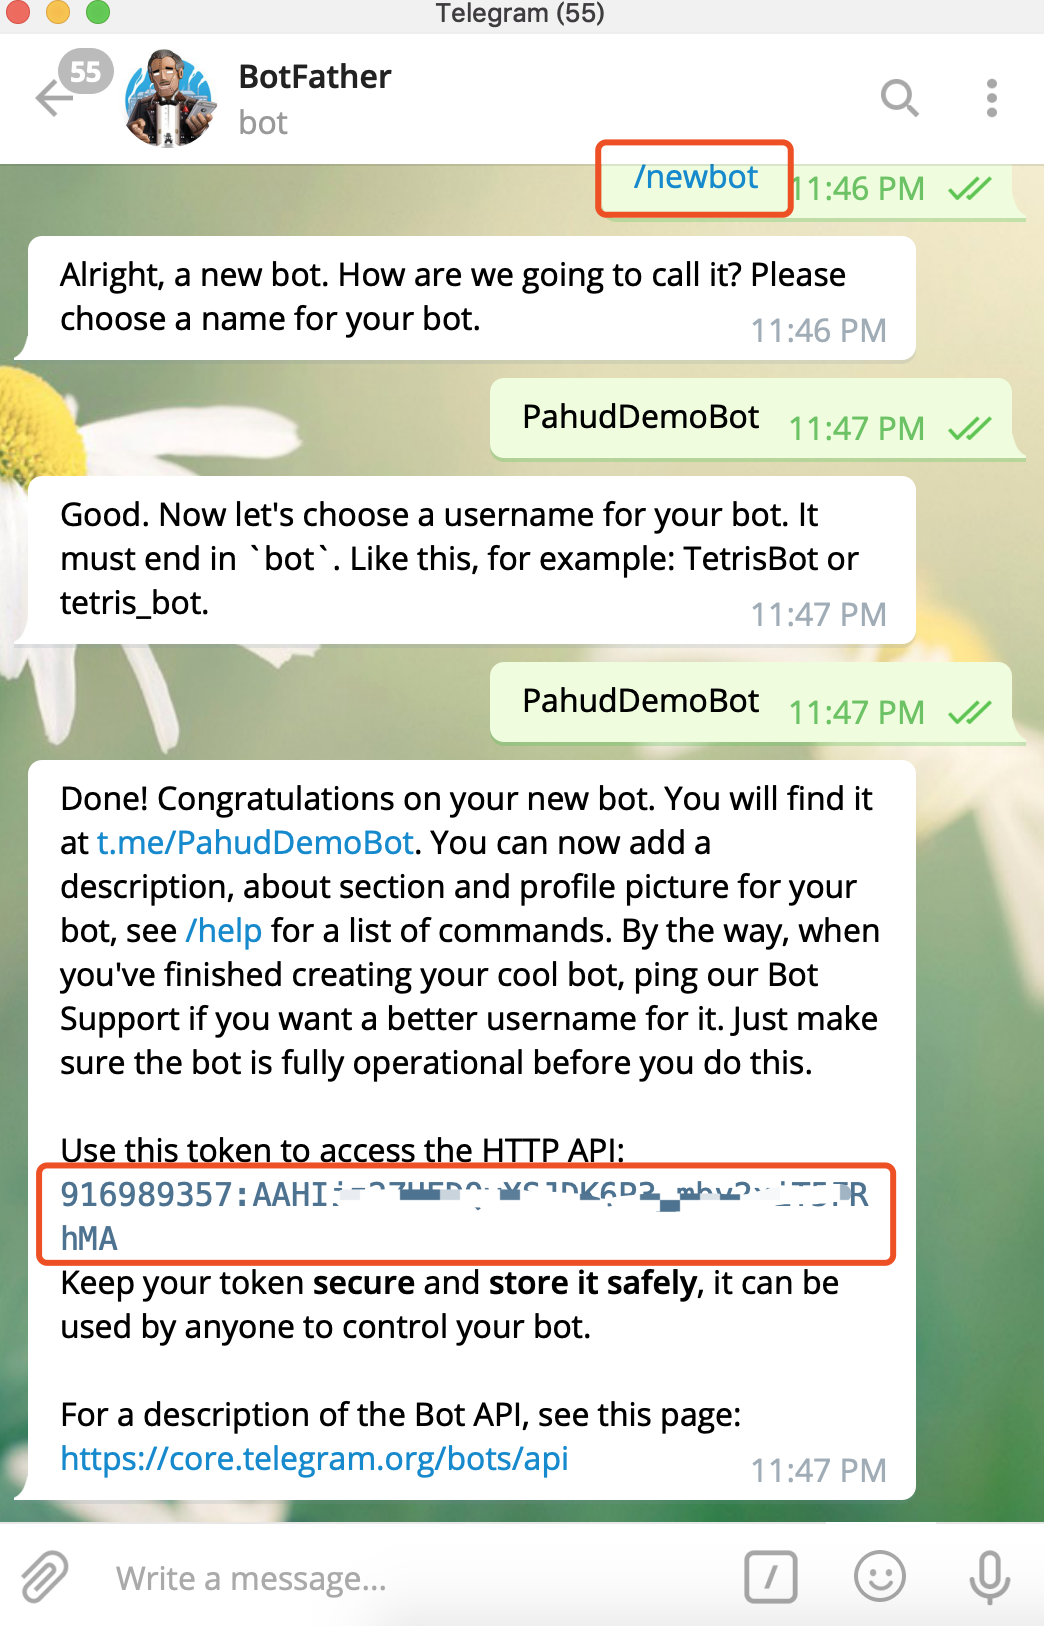 Telegram (55)
55
BotFather
bot
/newbot
11:46 PM
Alright, a new bot. How are we going to call it? Please
choose a name for your bot.
11:46 PM
PahudDemoBot
11:47 PM
Good. Now let's choose a username for your bot. It
must end in `bot`. Like this, for example: TetrisBot or
tetris_bot.
11:47 PM
PahudDemoBot
11:47 PM
Done! Congratulations on your new bot. You will find it
at t.me/PahudDemoBot. You can now add a
description, about section and profile picture for your
bot, see /help for a list of commands. By the way, when
you've finished creating your cool bot, ping our Bot
Support if you want a better username for it. Just make
sure the bot is fully operational before you do this.
Use this token to access the HTTP API:
916989357:AAHI
hMA
Keep your token secure and store it safely, it can be
used by anyone to control your bot.
For a description of the Bot API, see this page:
https://core.telegram.org/bots/api
11:47 PM
Write a message...